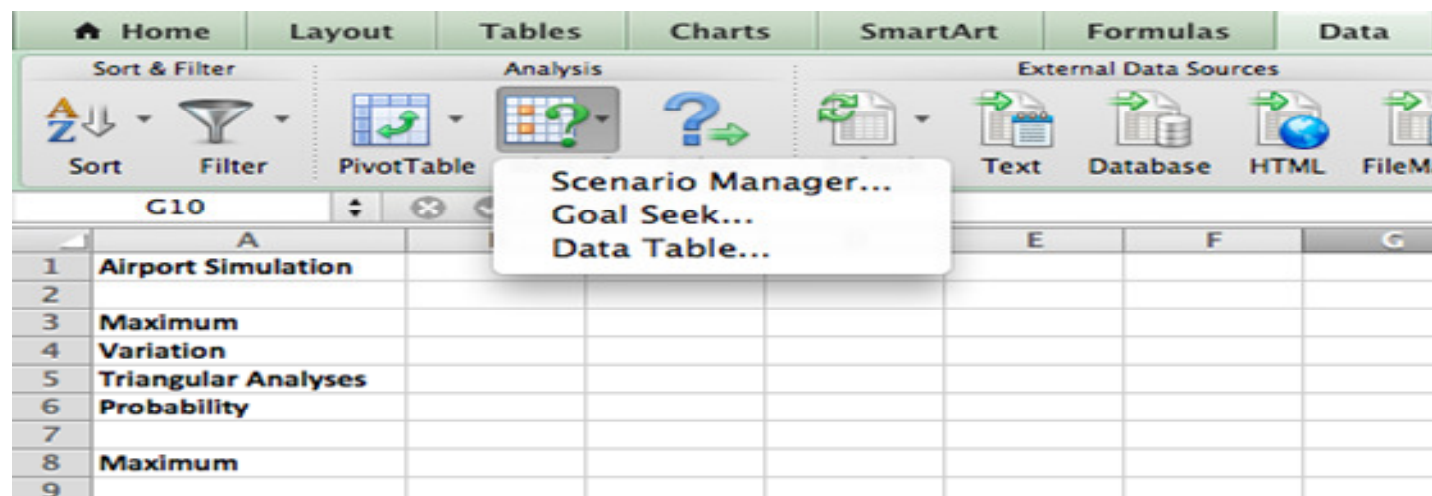 Home Layout Tables Charts SmartArt Formulas Data
Sort & Filter Analysis External Data Sources
Sort Filter PivotTable Text Database HTML FileM
Scenario Manager...
Goal Seek...
Data Table...
G10
A E F G
1 Airport Simulation
2
3 Maximum
4 Variation
5 Triangular Analyses
6 Probability
7
8 Maximum
9